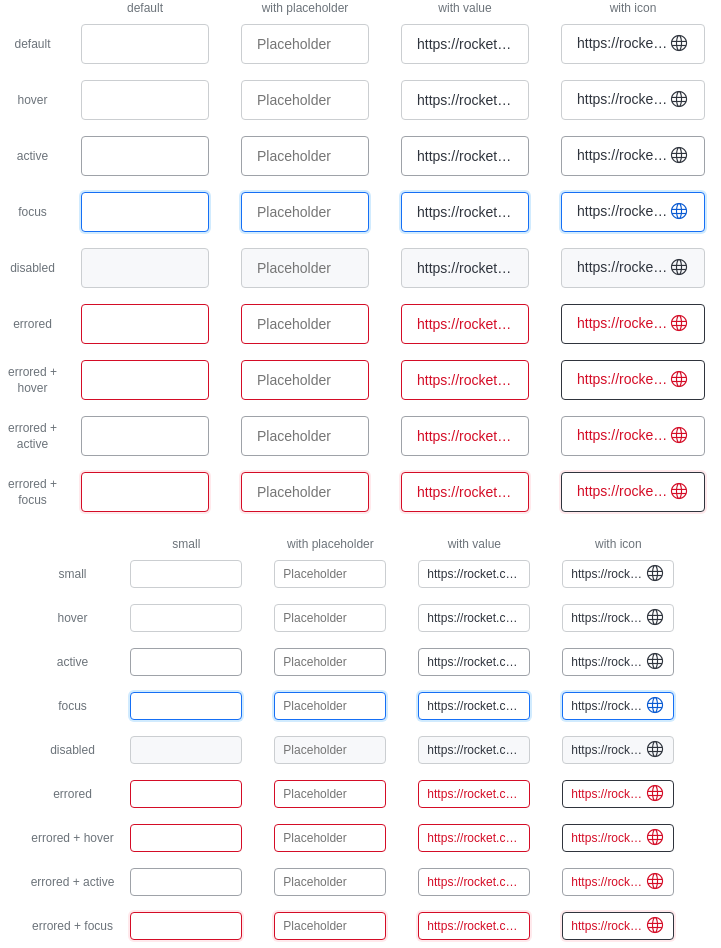 default with placeholder with value with icon
default Placeholder https://rocket… https://rocke…
hover Placeholder https://rocket… https://rocke…
active Placeholder https://rocket… https://rocke…
focus Placeholder https://rocket… https://rocke…
disabled Placeholder https://rocket… https://rocke…
errored Placeholder https://rocket… https://rocke…
errored +
hover Placeholder https://rocket… https://rocke…
errored +
active Placeholder https://rocket… https://rocke…
errored +
focus Placeholder https://rocket… https://rocke…
small with placeholder with value with icon
small Placeholder https://rocket.c… https://rock…
hover Placeholder https://rocket.c… https://rock…
active Placeholder https://rocket.c… https://rock…
focus Placeholder https://rocket.c… https://rock…
disabled Placeholder https://rocket.c… https://rock…
errored Placeholder https://rocket.c… https://rock…
errored + hover Placeholder https://rocket.c… https://rock…
errored + active Placeholder https://rocket.c… https://rock…
errored + focus Placeholder https://rocket.c… https://rock…